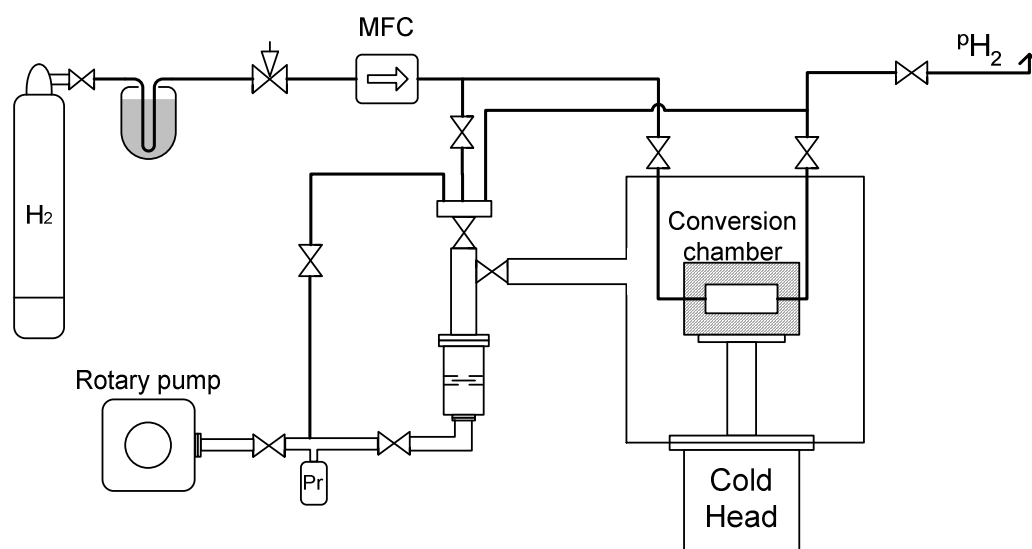 MFC
ᵖH₂
H₂
Conversion
chamber
Rotary pump
Pr
Cold
Head